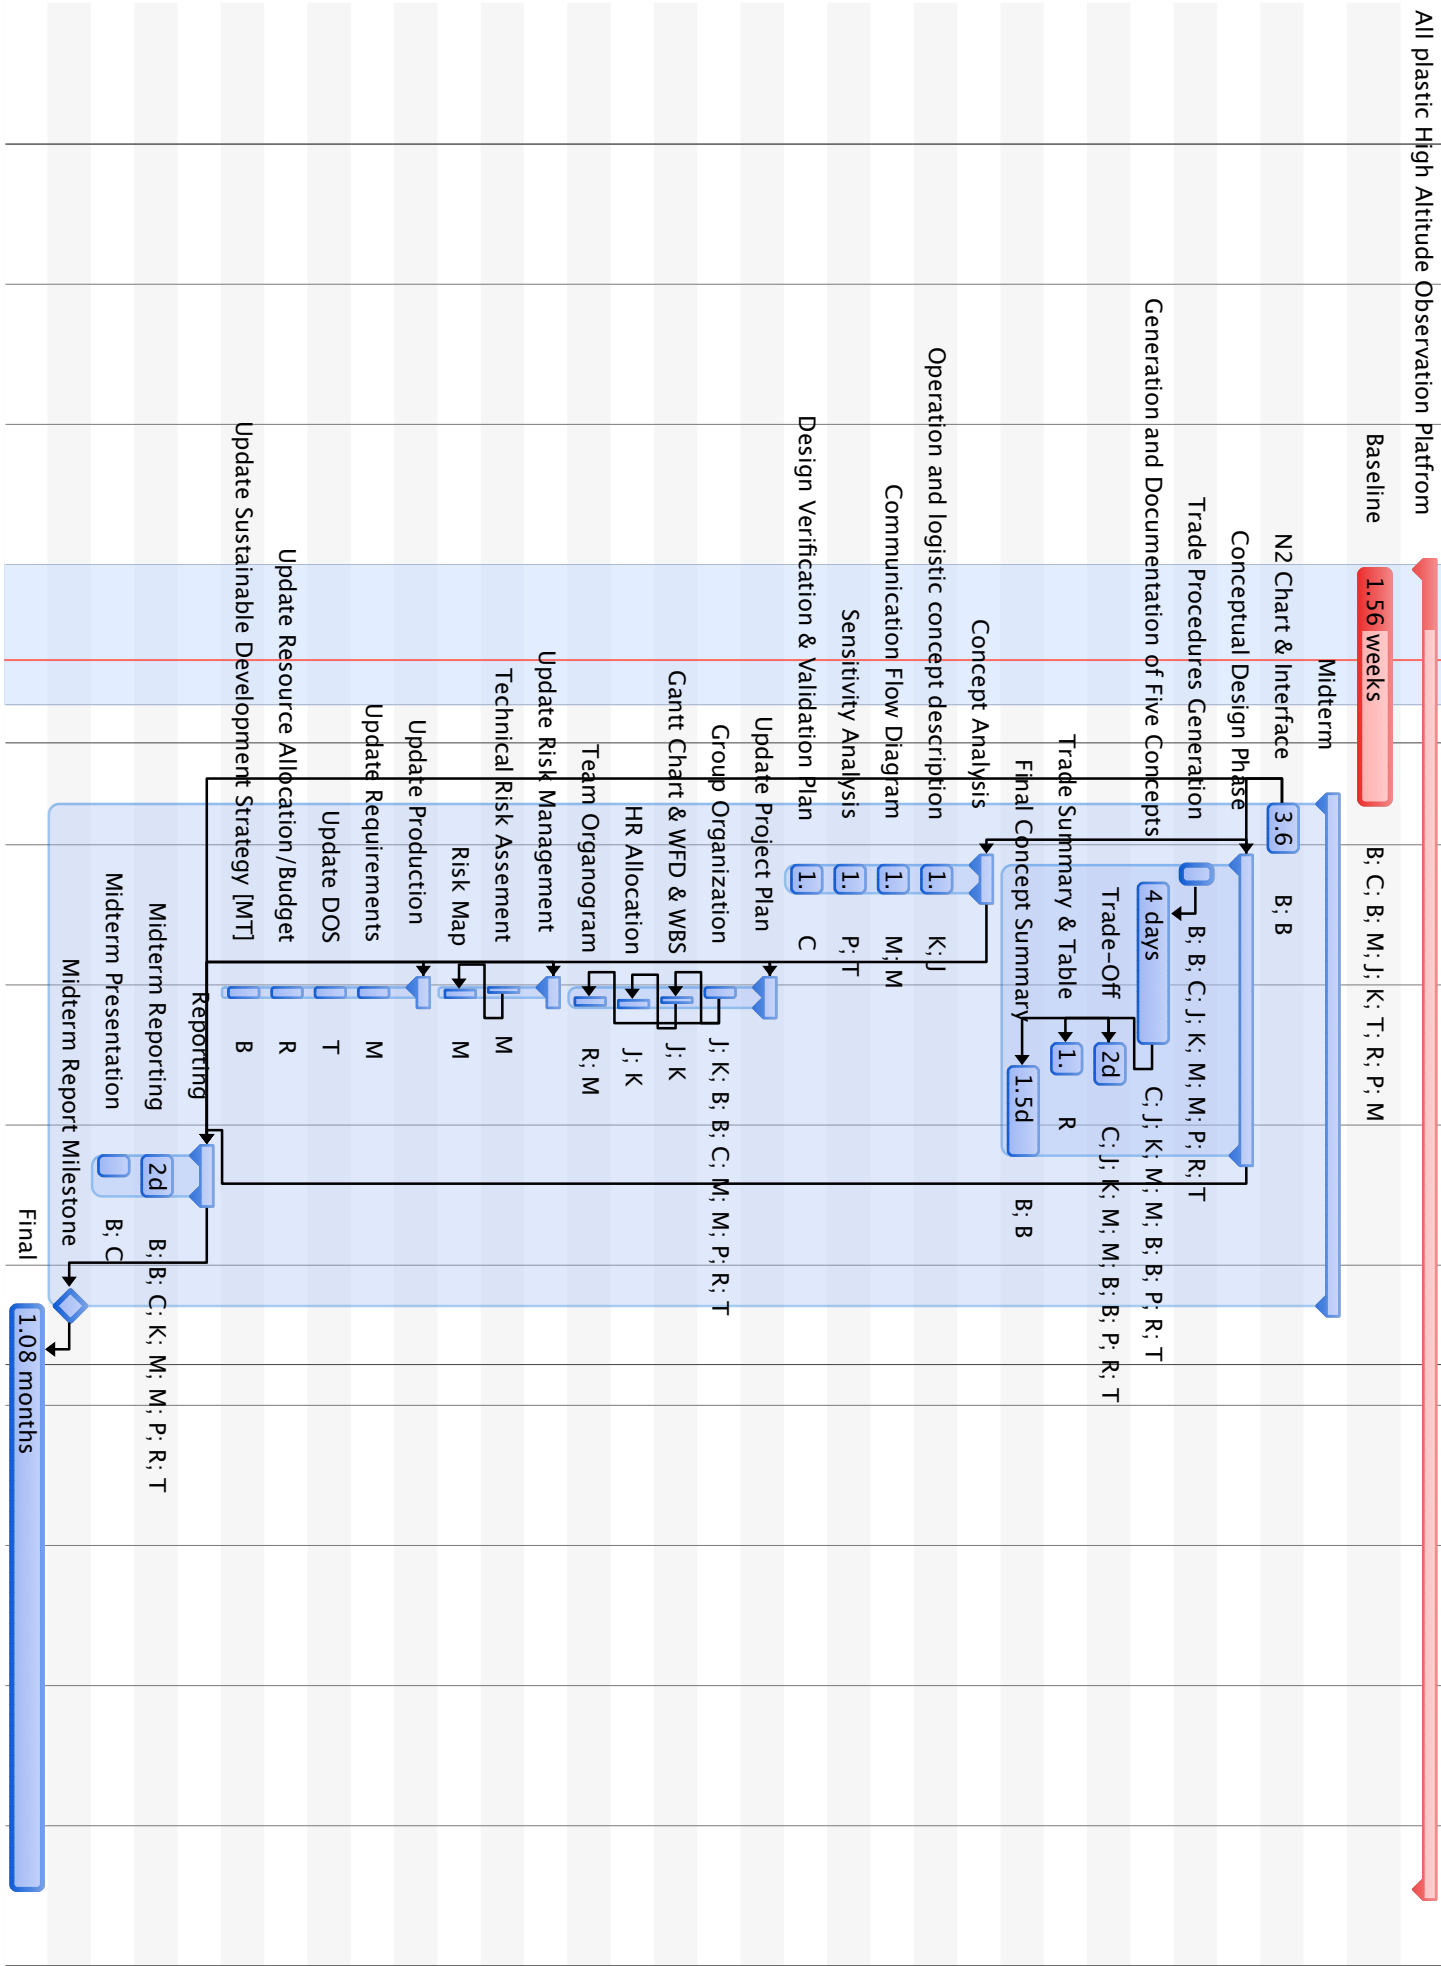 All plastic High Altitude Observation Platfrom
Baseline 1.56 weeks B; C; B; M; J; K; T; R; P; M
Midterm
N2 Chart & Interface 3.6 B; B
Conceptual Design Phase
Trade Procedures Generation B; B; C; J; K; M; M; P; R; T
Generation and Documentation of Five Concepts 4 days C; J; K; M; M; B; B; P; R; T
Trade-Off 2d C; J; K; M; M; B; B; P; R; T
Trade Summary & Table 1. R
Final Concept Summary 1.5d B; B
Concept Analysis
Operation and logistic concept description 1. K; J
Communication Flow Diagram 1. M; M
Sensitivity Analysis 1. P; T
Design Verification & Validation Plan 1. C
Update Project Plan
Group Organization J; K; B; B; C; M; M; P; R; T
Gantt Chart & WFD & WBS J; K
HR Allocation J; K
Team Organogram R; M
Update Risk Management
Technical Risk Assement M
Risk Map M
Update Production
Update Requirements M
Update DOS T
Update Resource Allocation/Budget R
Update Sustainable Development Strategy [MT] B
Reporting
Midterm Reporting 2d B; B; C; K; M; M; P; R; T
Midterm Presentation B; C
Midterm Report Milestone
Final 1.08 months